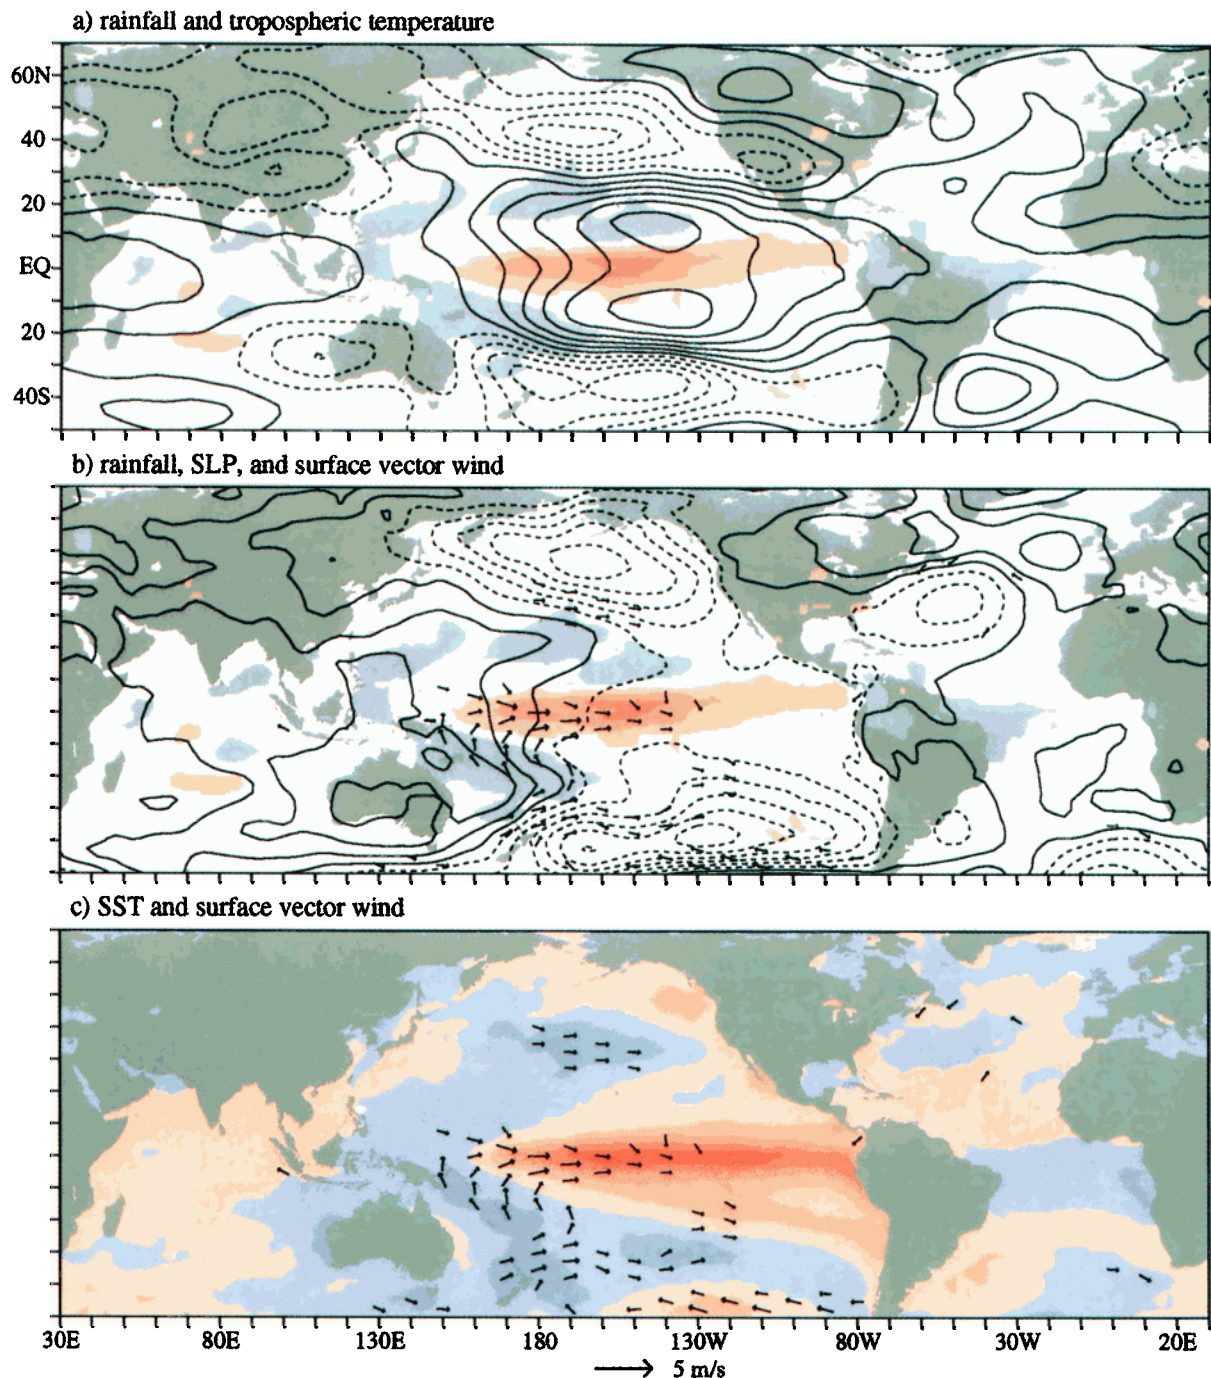 a) rainfall and tropospheric temperature
60N
40
20
EQ
20
40S
b) rainfall, SLP, and surface vector wind
c) SST and surface vector wind
30E 80E 130E 180 130W 80W 30W 20E
5 m/s